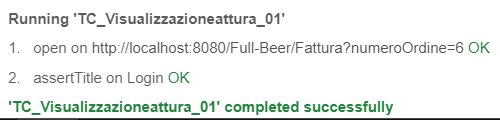 Running 'TC_Visualizzazioneattura_01'
1. open on http://localhost:8080/Full-Beer/Fattura?numeroOrdine=6 OK
2. assertTitle on Login OK
'TC_Visualizzazioneattura_01' completed successfully